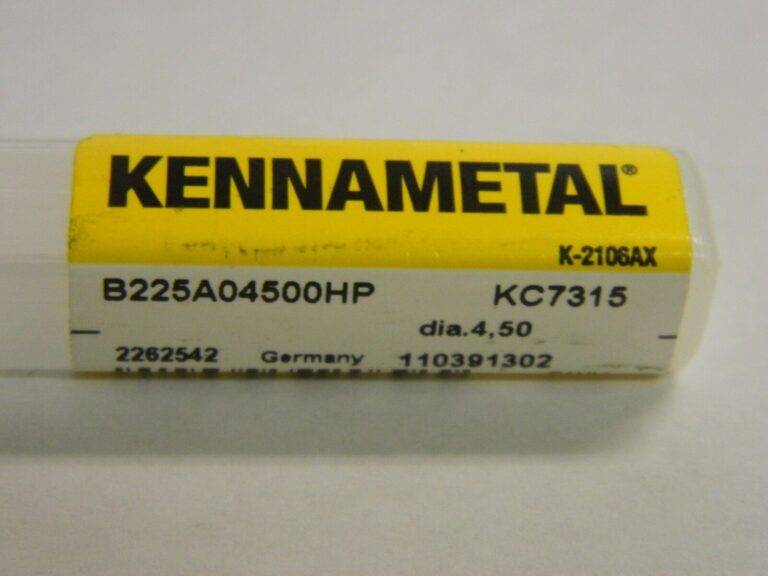 KENNAMETAL®
K-2106AX
B225A04500HP KC7315
dia.4,50
2262542 Germany 110391302